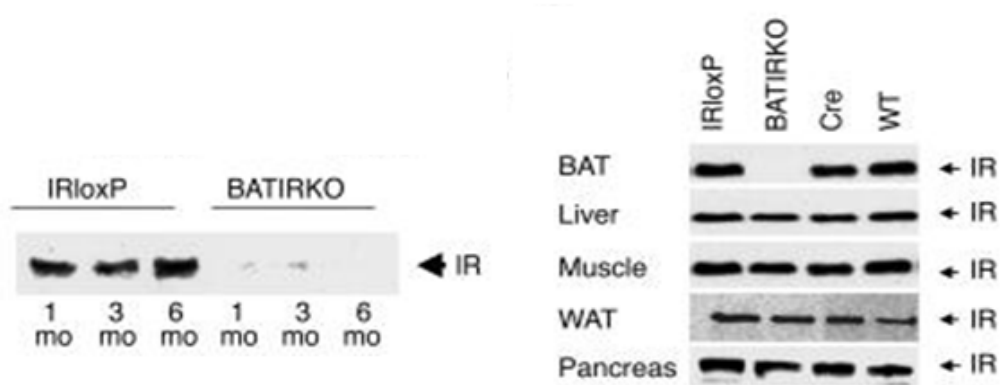 IRloxP BATIRKO
IR
1 3 6 1 3 6
mo mo mo mo mo mo
IRloxP BATIRKO Cre WT
BAT IR
Liver IR
Muscle IR
WAT IR
Pancreas IR